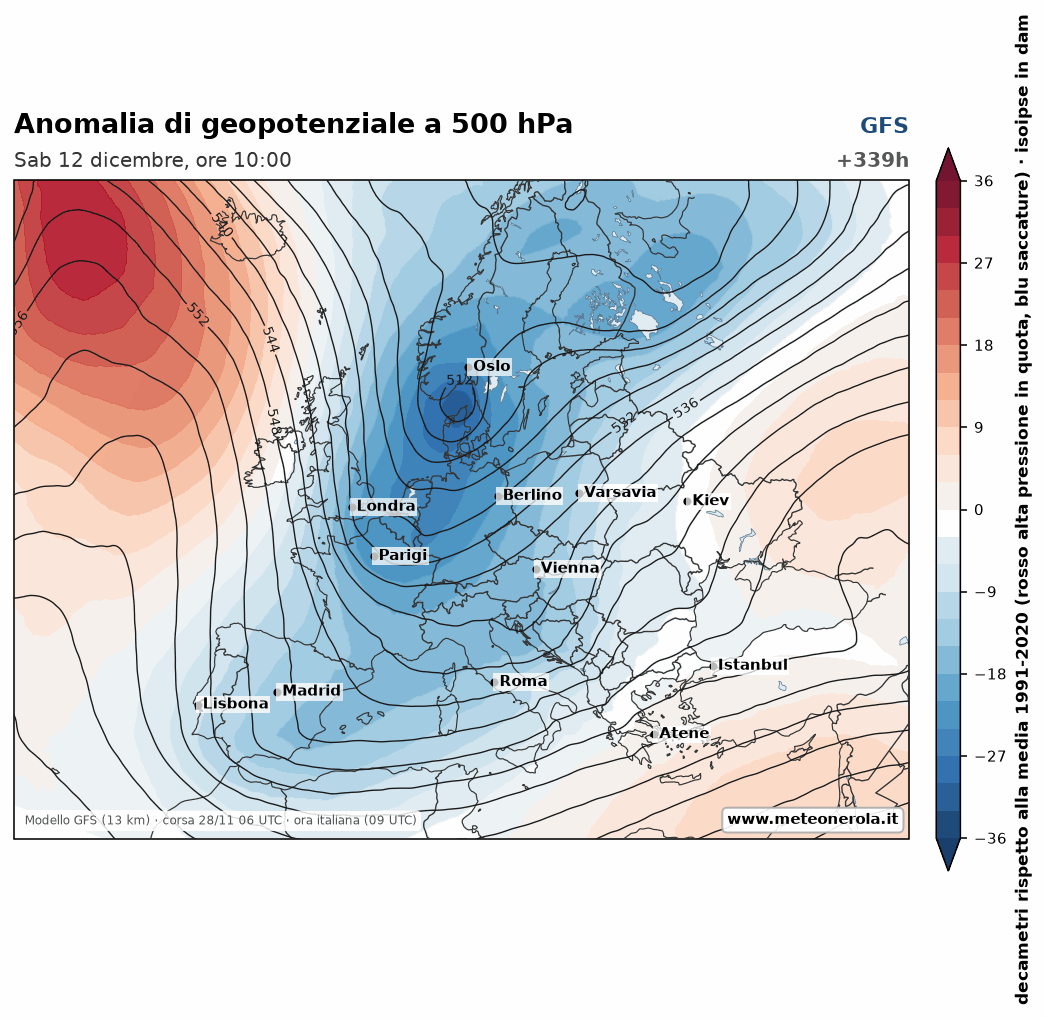 Anomalia di geopotenziale a 500 hPa
GFS
Sab 12 dicembre, ore 10:00
+339h
540
552
544
548
536
512
532
536
Oslo
Londra
Berlino
Varsavia
Kiev
Parigi
Vienna
Madrid
Lisbona
Roma
Istanbul
Atene
Modello GFS (13 km) · corsa 28/11 06 UTC · ora italiana (09 UTC)
www.meteonerola.it
36
27
18
9
0
−9
−18
−27
−36
decametri rispetto alla media 1991-2020 (rosso alta pressione in quota, blu saccature) · isoipse in dam